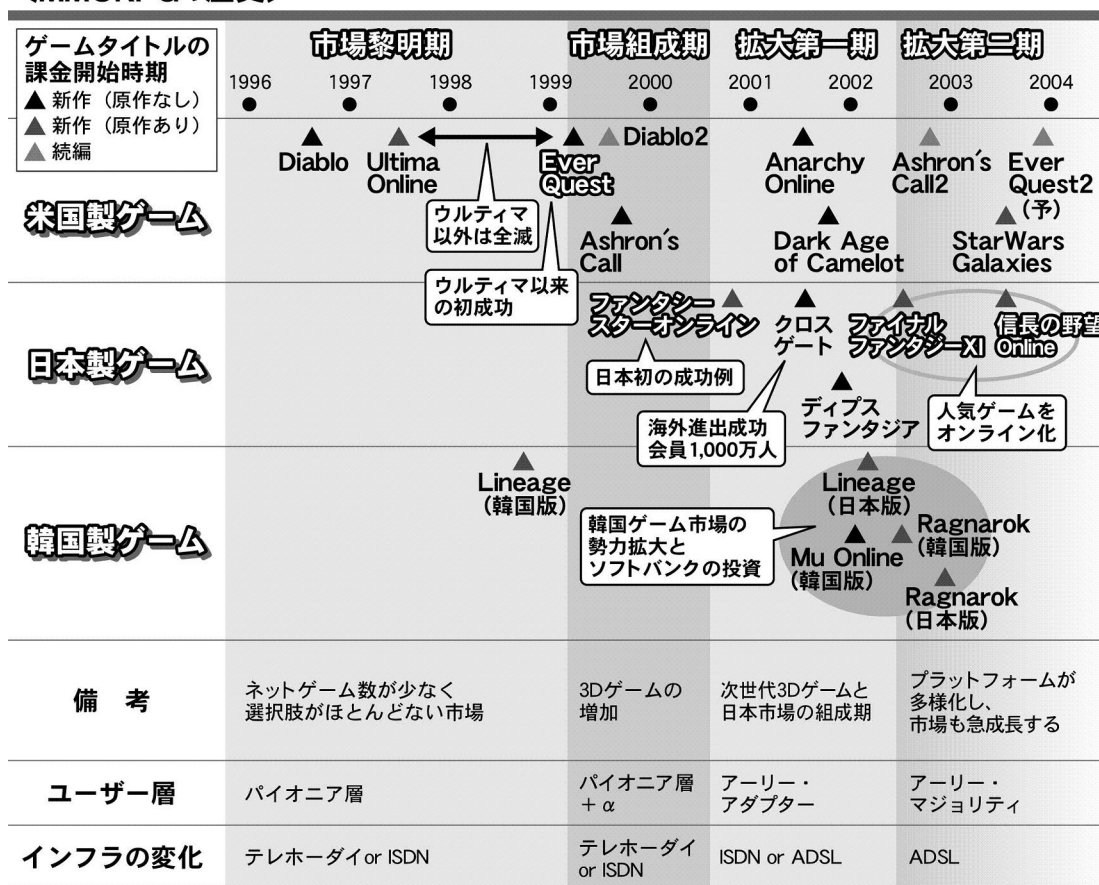 ゲームタイトルの
課金開始時期
▲ 新作（原作なし）
▲ 新作（原作あり）
▲ 続編
市場黎明期
市場組成期
拡大第一期
拡大第二期
1996
1997
1998
1999
2000
2001
2002
2003
2004
米国製ゲーム
Diablo
Ultima
Online
Ever
Quest
Diablo2
Anarchy
Online
Ashron's
Call2
Ever
Quest2
(予)
ウルティマ
以外は全滅
Ashron's
Call
Dark Age
of Camelot
StarWars
Galaxies
ウルティマ以来
の初成功
日本製ゲーム
ファンタシー
スターオンライン
クロス
ゲート
ファイナル
ファンタジーXI
信長の野望
Online
日本初の成功例
ディプス
ファンタジア
海外進出成功
会員1,000万人
人気ゲームを
オンライン化
韓国製ゲーム
Lineage
(韓国版)
Lineage
(日本版)
韓国ゲーム市場の
勢力拡大と
ソフトバンクの投資
Mu Online
(韓国版)
Ragnarok
(韓国版)
Ragnarok
(日本版)
備　考
ネットゲーム数が少なく
選択肢がほとんどない市場
3Dゲームの
増加
次世代3Dゲームと
日本市場の組成期
プラットフォームが
多様化し、
市場も急成長する
ユーザー層
パイオニア層
パイオニア層
＋α
アーリー・
アダプター
アーリー・
マジョリティ
インフラの変化
テレホーダイor ISDN
テレホーダイ
or ISDN
ISDN or ADSL
ADSL